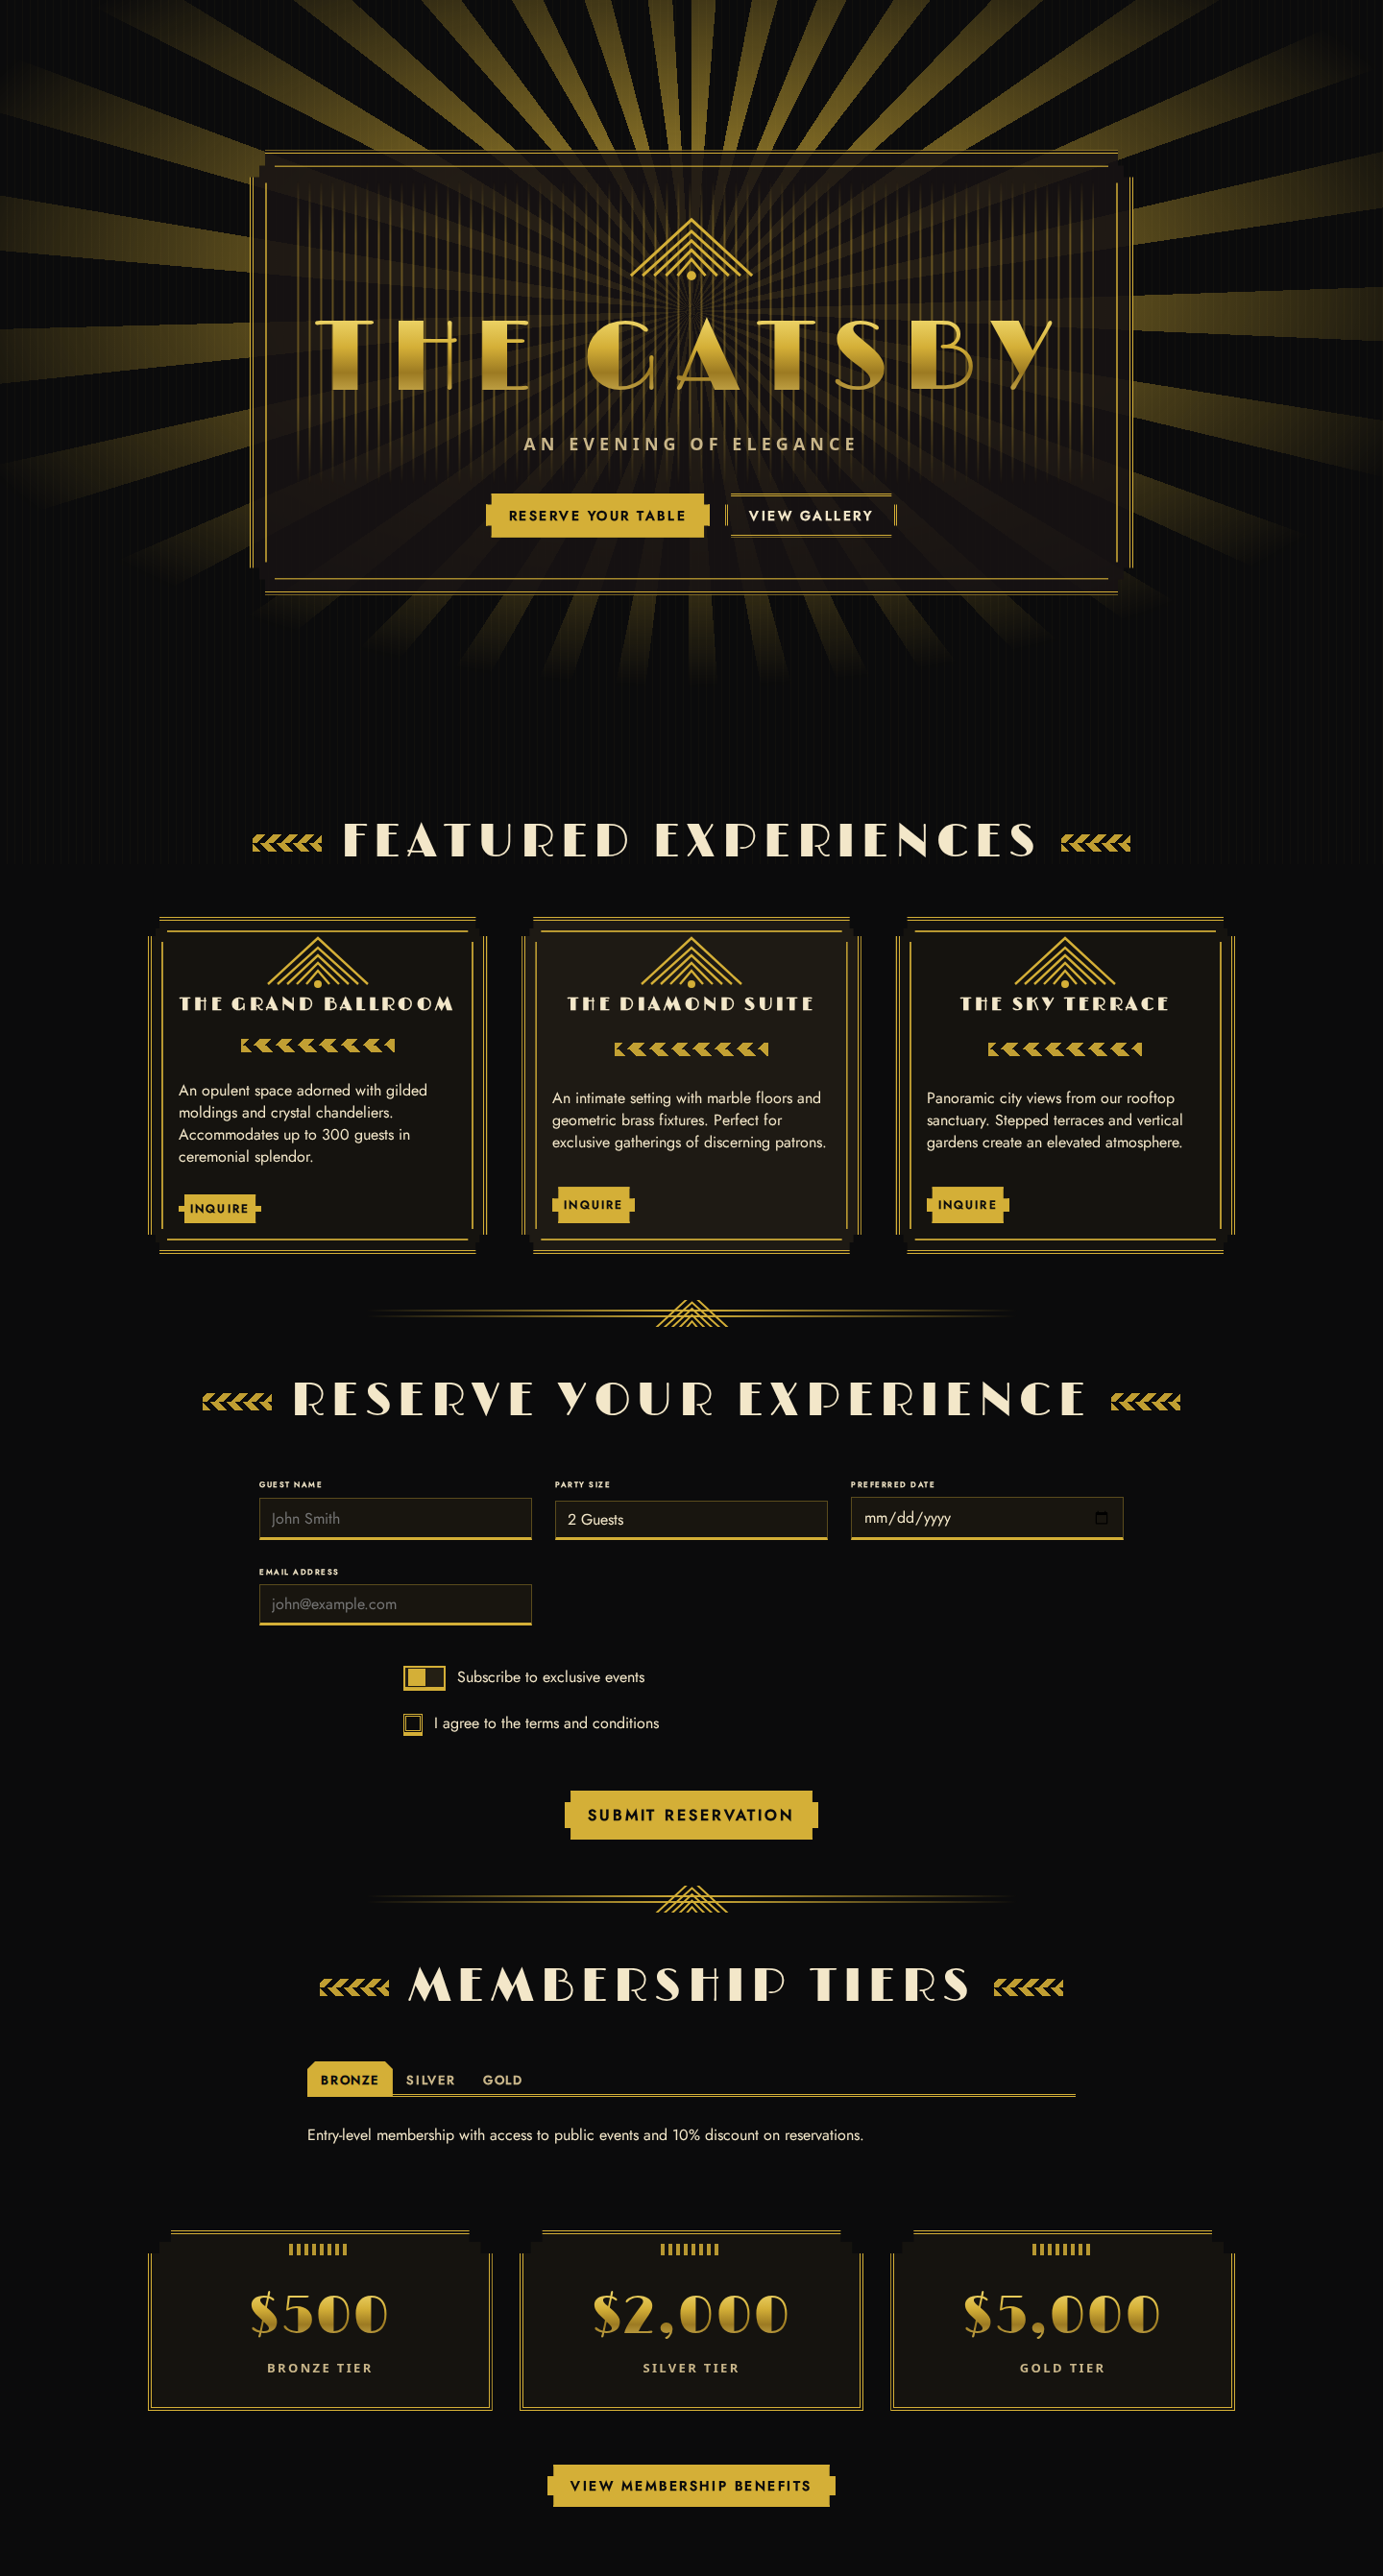 THE GATSBY
AN EVENING OF ELEGANCE
RESERVE YOUR TABLE
VIEW GALLERY
FEATURED EXPERIENCES
THE GRAND BALLROOM
An opulent space adorned with gilded
moldings and crystal chandeliers.
Accommodates up to 300 guests in
ceremonial splendor.
INQUIRE
THE DIAMOND SUITE
An intimate setting with marble floors and
geometric brass fixtures. Perfect for
exclusive gatherings of discerning patrons.
INQUIRE
THE SKY TERRACE
Panoramic city views from our rooftop
sanctuary. Stepped terraces and vertical
gardens create an elevated atmosphere.
INQUIRE
RESERVE YOUR EXPERIENCE
GUEST NAME
John Smith
PARTY SIZE
2 Guests
PREFERRED DATE
mm/dd/yyyy
EMAIL ADDRESS
john@example.com
Subscribe to exclusive events
I agree to the terms and conditions
SUBMIT RESERVATION
MEMBERSHIP TIERS
BRONZE
SILVER
GOLD
Entry-level membership with access to public events and 10% discount on reservations.
$500
BRONZE TIER
$2,000
SILVER TIER
$5,000
GOLD TIER
VIEW MEMBERSHIP BENEFITS